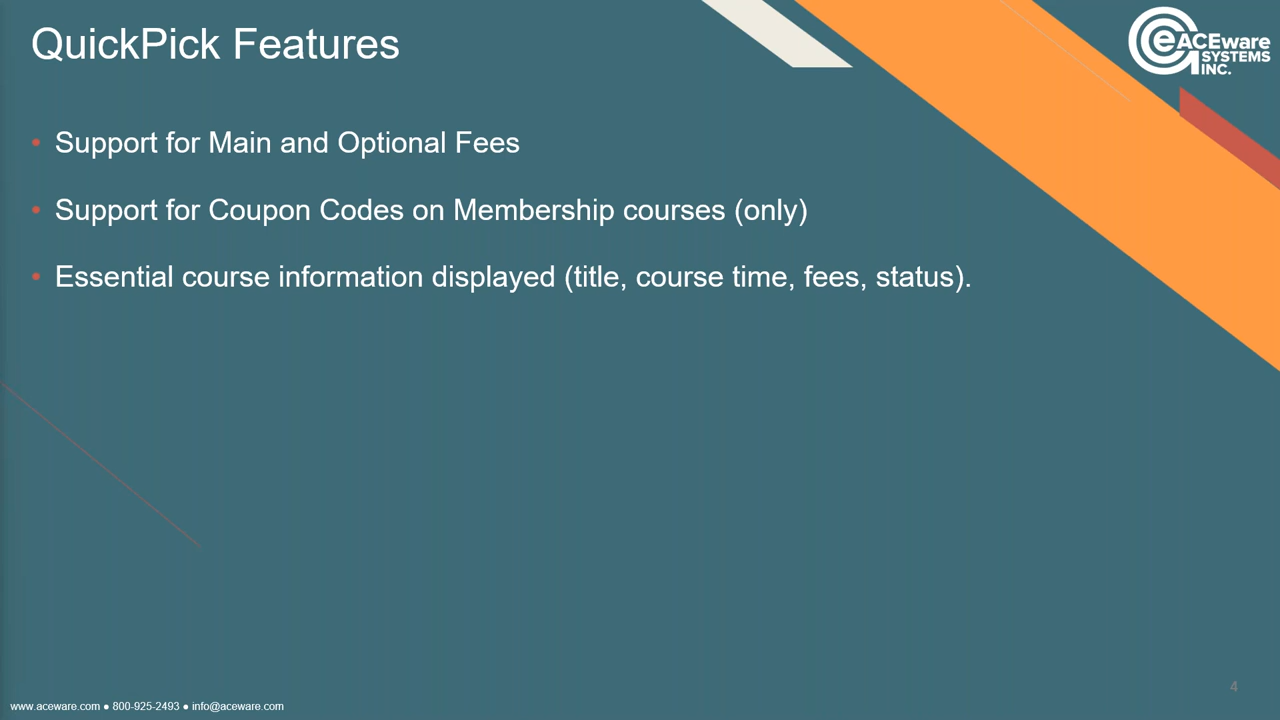 QuickPick Features
ACEware
SYSTEMS
INC.
• Support for Main and Optional Fees
• Support for Coupon Codes on Membership courses (only)
• Essential course information displayed (title, course time, fees, status).
4
www.aceware.com ● 800-925-2493 ● info@aceware.com